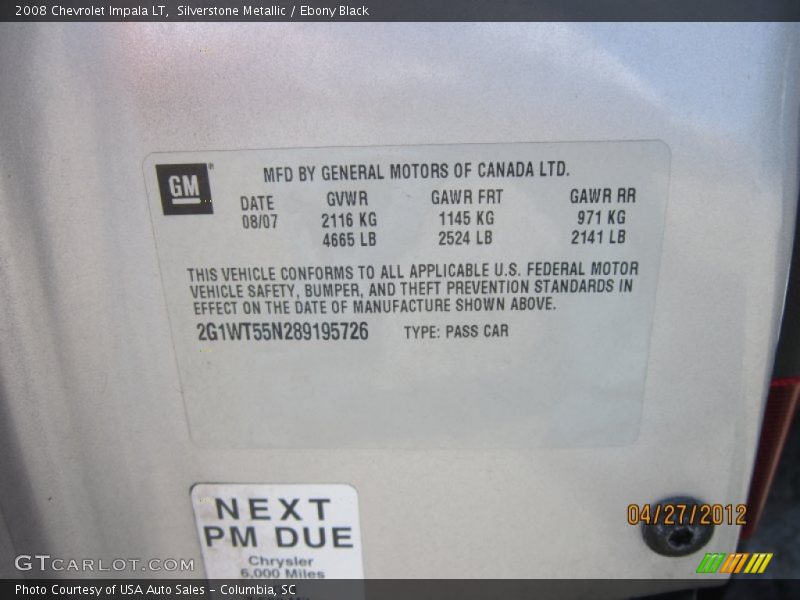 2008 Chevrolet Impala LT, Silverstone Metallic / Ebony Black
GM
MFD BY GENERAL MOTORS OF CANADA LTD.
DATE GVWR GAWR FRT GAWR RR
08/07 2116 KG 1145 KG 971 KG
4665 LB 2524 LB 2141 LB
THIS VEHICLE CONFORMS TO ALL APPLICABLE U.S. FEDERAL MOTOR
VEHICLE SAFETY, BUMPER, AND THEFT PREVENTION STANDARDS IN
EFFECT ON THE DATE OF MANUFACTURE SHOWN ABOVE.
2G1WT55N289195726 TYPE: PASS CAR
NEXT
PM DUE
Chrysler
6,000 Miles
04/27/2012
GTCARLOT.COM
Photo Courtesy of USA Auto Sales – Columbia, SC